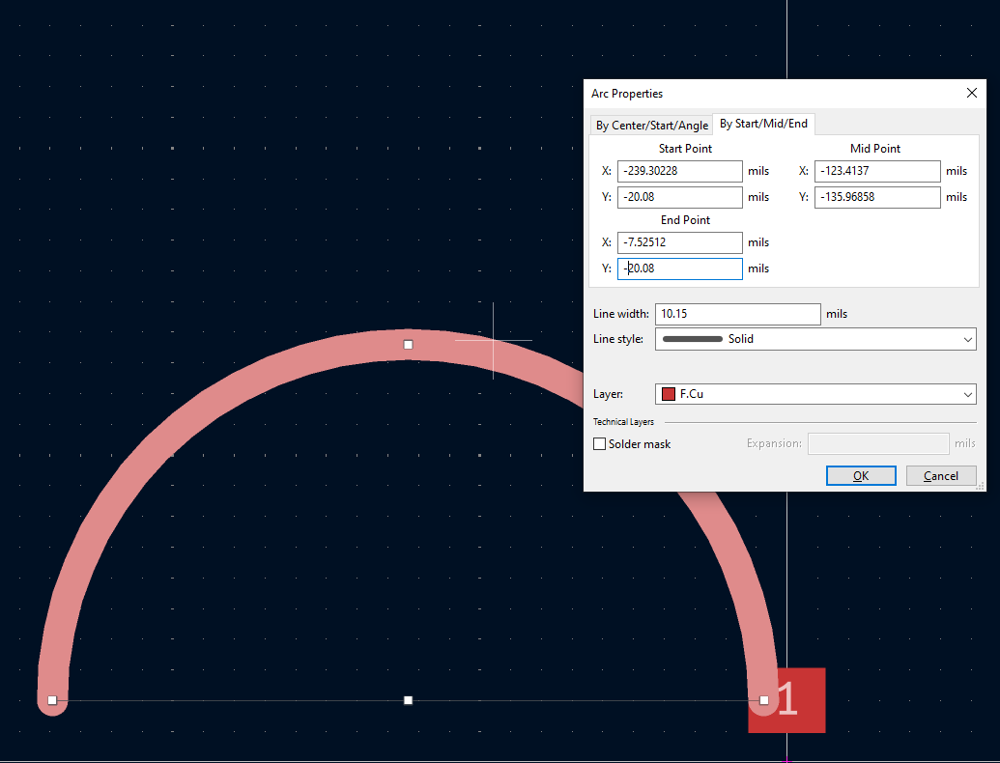 Arc Properties
By Center/Start/Angle By Start/Mid/End
Start Point Mid Point
X: -239.30228 mils X: -123.4137 mils
Y: -20.08 mils Y: -135.96858 mils
End Point
X: -7.52512 mils
Y: -20.08 mils
Line width: 10.15 mils
Line style: Solid
Layer: F.Cu
Technical Layers
Solder mask Expansion: mils
OK Cancel
1